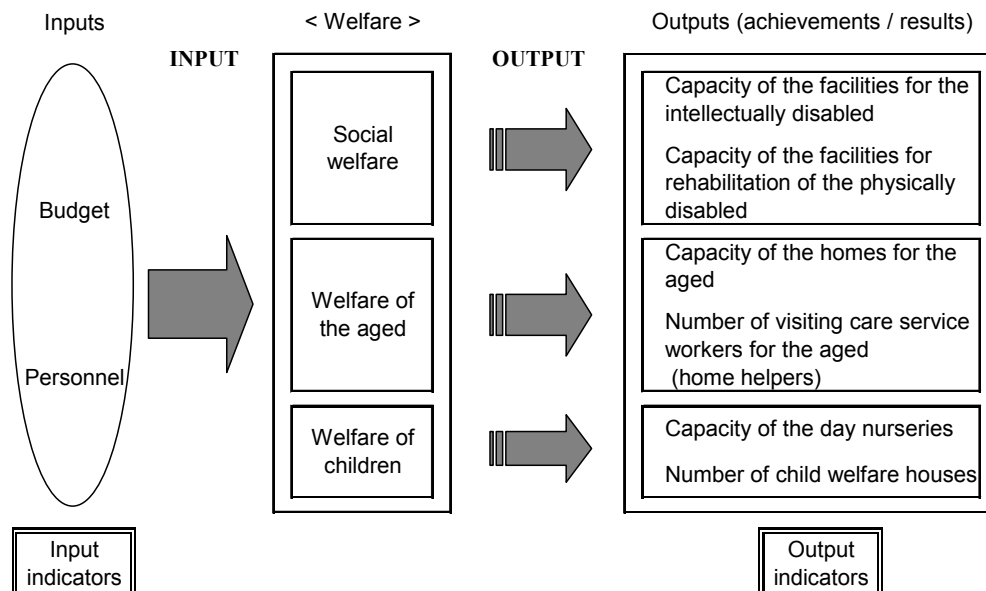 Inputs
< Welfare >
Outputs (achievements / results)
INPUT
OUTPUT
Budget
Personnel
Social
welfare
Welfare of
the aged
Welfare of
children
Capacity of the facilities for the
intellectually disabled
Capacity of the facilities for
rehabilitation of the physically
disabled
Capacity of the homes for the
aged
Number of visiting care service
workers for the aged
(home helpers)
Capacity of the day nurseries
Number of child welfare houses
Input
indicators
Output
indicators